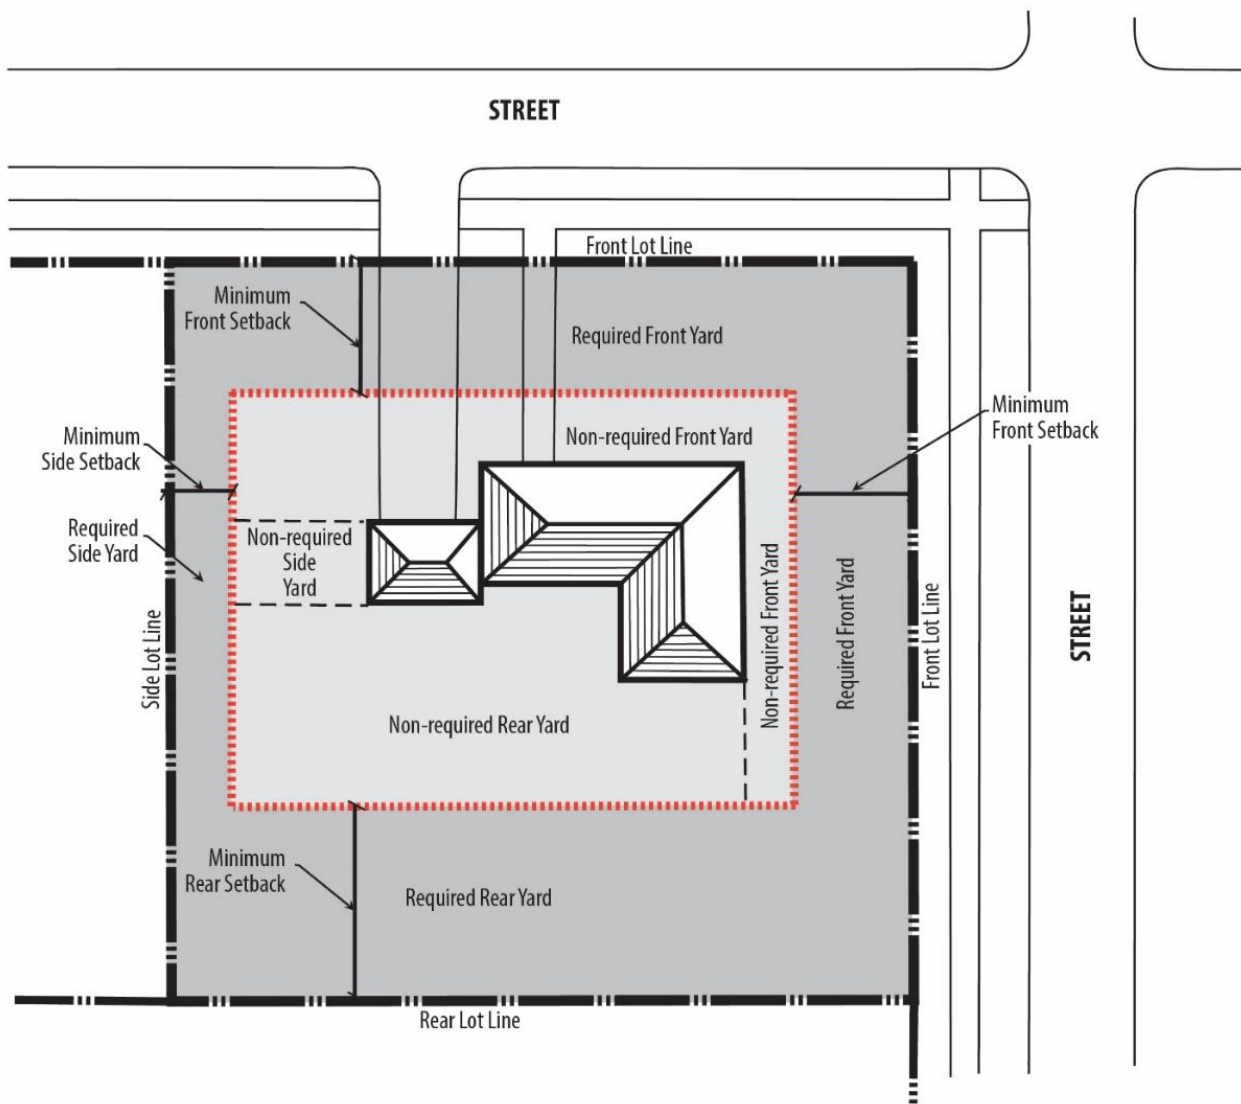 STREET
Front Lot Line
Minimum
Front Setback
Required Front Yard
Minimum
Front Setback
Non-required Front Yard
Minimum
Side Setback
Required
Side Yard
Non-required
Side
Yard
Non-required Front Yard
Required Front Yard
Front Lot Line
STREET
Side Lot Line
Non-required Rear Yard
Minimum
Rear Setback
Required Rear Yard
Rear Lot Line